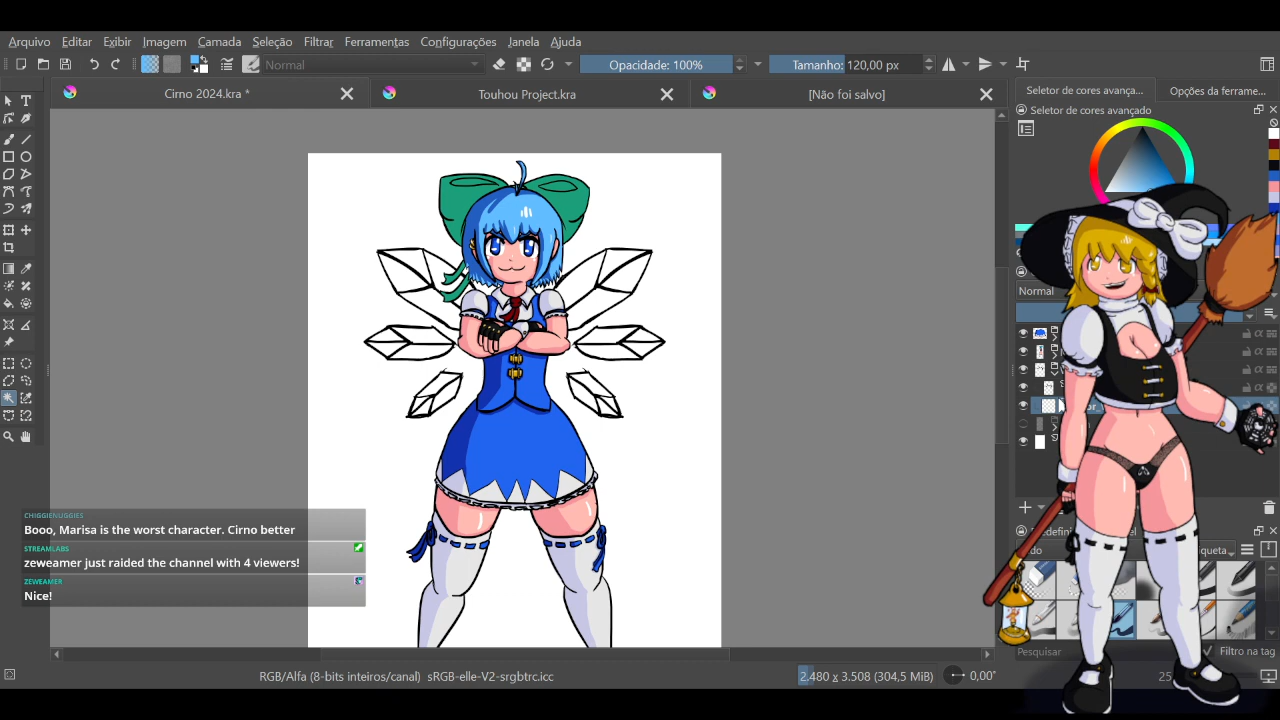 Arquivo Editar Exibir Imagem Camada Seleção Filtrar Ferramentas Configurações Janela Ajuda
Normal
Opacidade: 100%
Tamanho: 120,00 px
Cirno 2024.kra *
Touhou Project.kra
[Não foi salvo]
Seletor de cores avança...
Opções da ferrame...
Seletor de cores avançado
Normal
CHIGGIENUGGIES
Booo, Marisa is the worst character. Cirno better
STREAMLABS
zeweamer just raided the channel with 4 viewers!
ZEWEAMER
Nice!
Pesquisar
Filtro na tag
RGB/Alfa (8-bits inteiros/canal) sRGB-elle-V2-srgbtrc.icc
2.480 x 3.508 (304,5 MiB)
0,00°